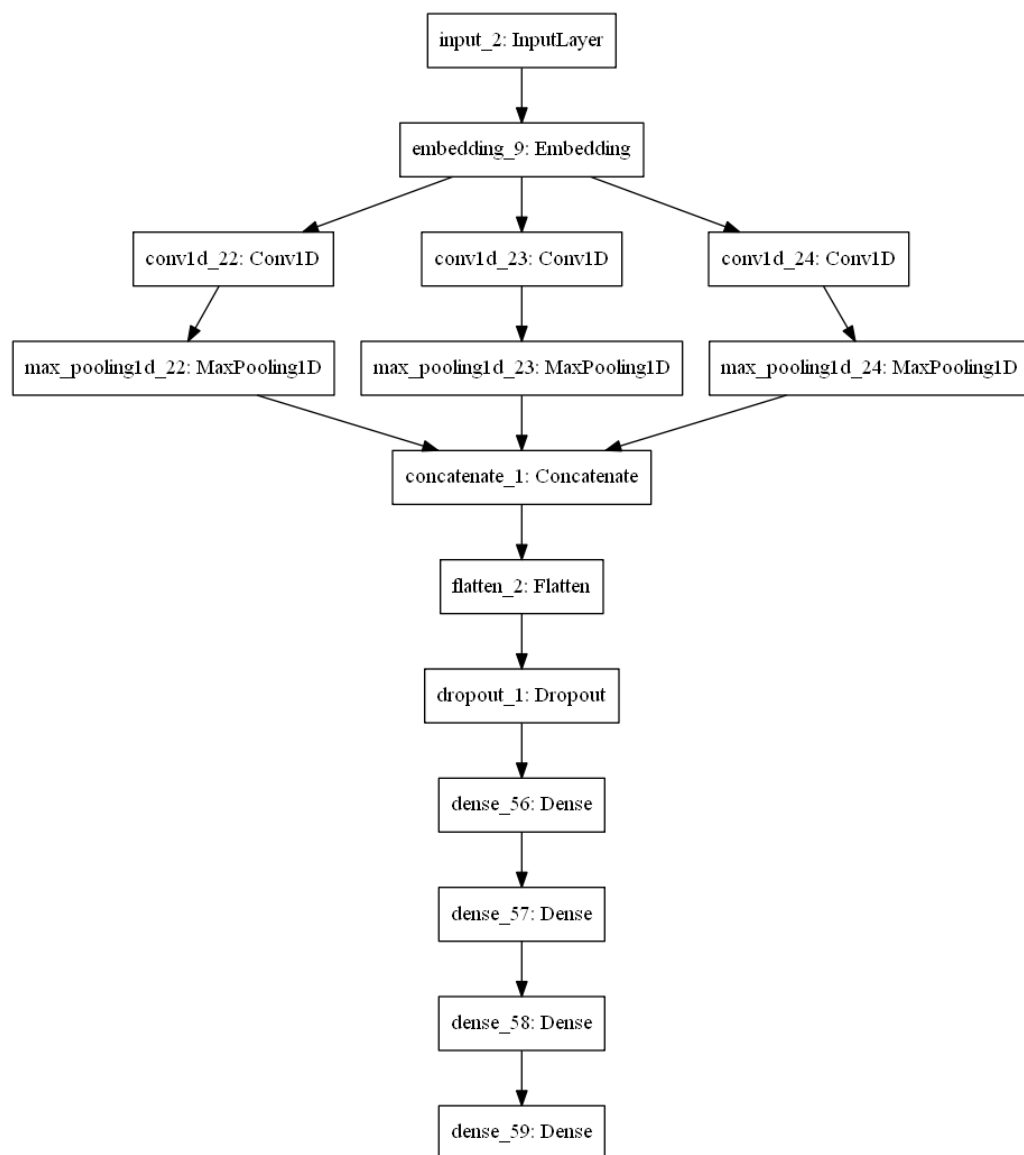 input_2: InputLayer
embedding_9: Embedding
conv1d_22: Conv1D
conv1d_23: Conv1D
conv1d_24: Conv1D
max_pooling1d_22: MaxPooling1D
max_pooling1d_23: MaxPooling1D
max_pooling1d_24: MaxPooling1D
concatenate_1: Concatenate
flatten_2: Flatten
dropout_1: Dropout
dense_56: Dense
dense_57: Dense
dense_58: Dense
dense_59: Dense